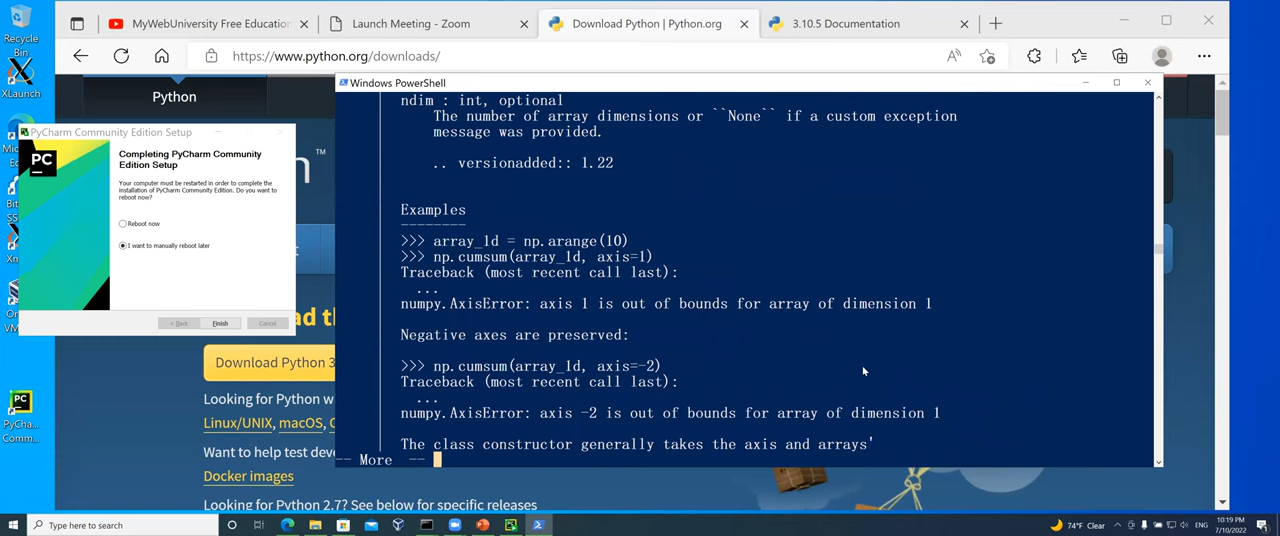 Recycle
Bin
XLaunch
MyWebUniversity Free Education
Launch Meeting - Zoom
Download Python | Python.org
3.10.5 Documentation
https://www.python.org/downloads/
Python
TM
PyCharm Community Edition Setup
PC
Completing PyCharm Community
Edition Setup
Your computer must be restarted in order to complete the
installation of PyCharm Community Edition. Do you want to
reboot now?
Reboot now
I want to manually reboot later
< Back
Finish
Cancel
Windows PowerShell
ndim : int, optional
The number of array dimensions or ``None`` if a custom exception
message was provided.
.. versionadded:: 1.22
Examples
--------
>>> array_1d = np.arange(10)
>>> np.cumsum(array_1d, axis=1)
Traceback (most recent call last):
...
numpy.AxisError: axis 1 is out of bounds for array of dimension 1
Negative axes are preserved:
>>> np.cumsum(array_1d, axis=-2)
Traceback (most recent call last):
...
numpy.AxisError: axis -2 is out of bounds for array of dimension 1
The class constructor generally takes the axis and arrays'
-- More --
Download Python 3
Looking for Python w
Linux/UNIX, macOS, O
Want to help test deve
Docker images
Looking for Python 2.7? See below for specific releases
PyCha...
Comm...
Type here to search
74°F Clear
ENG
10:19 PM
7/10/2022